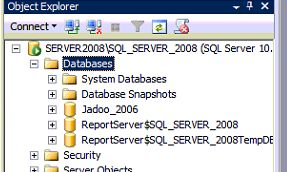 Object Explorer
Connect
SERVER2008\SQL_SERVER_2008 (SQL Server 10.
Databases
System Databases
Database Snapshots
Jadoo_2006
ReportServer$SQL_SERVER_2008
ReportServer$SQL_SERVER_2008TempDB
Security
Server Objects